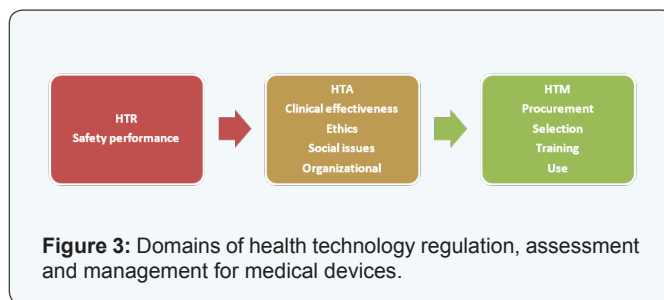 HTR
Safety performance
HTA
Clinical effectiveness
Ethics
Social issues
Organizational
HTM
Procurement
Selection
Training
Use
Figure 3: Domains of health technology regulation, assessment
and management for medical devices.